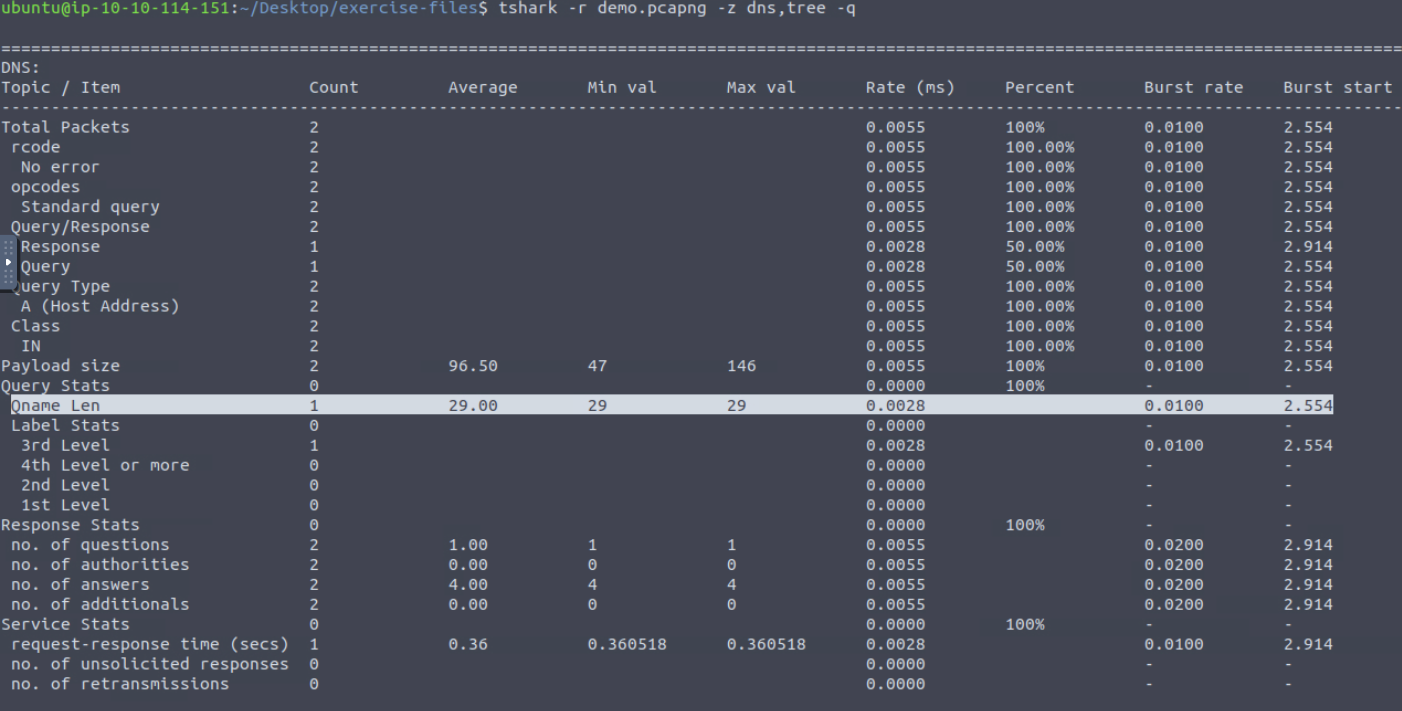 ubuntu@ip-10-10-114-151:~/Desktop/exercise-files$ tshark -r demo.pcapng -z dns,tree -q
===================================================================================================================================
DNS:
Topic / Item Count Average Min val Max val Rate (ms) Percent Burst rate Burst start
-----------------------------------------------------------------------------------------------------------------------------------
Total Packets 2 0.0055 100% 0.0100 2.554
rcode 2 0.0055 100.00% 0.0100 2.554
No error 2 0.0055 100.00% 0.0100 2.554
opcodes 2 0.0055 100.00% 0.0100 2.554
Standard query 2 0.0055 100.00% 0.0100 2.554
Query/Response 2 0.0055 100.00% 0.0100 2.554
Response 1 0.0028 50.00% 0.0100 2.914
Query 1 0.0028 50.00% 0.0100 2.554
Query Type 2 0.0055 100.00% 0.0100 2.554
A (Host Address) 2 0.0055 100.00% 0.0100 2.554
Class 2 0.0055 100.00% 0.0100 2.554
IN 2 0.0055 100.00% 0.0100 2.554
Payload size 2 96.50 47 146 0.0055 100% 0.0100 2.554
Query Stats 0 0.0000 100% - -
Qname Len 1 29.00 29 29 0.0028 0.0100 2.554
Label Stats 0 0.0000 - -
3rd Level 1 0.0028 0.0100 2.554
4th Level or more 0 0.0000 - -
2nd Level 0 0.0000 - -
1st Level 0 0.0000 - -
Response Stats 0 0.0000 100% - -
no. of questions 2 1.00 1 1 0.0055 0.0200 2.914
no. of authorities 2 0.00 0 0 0.0055 0.0200 2.914
no. of answers 2 4.00 4 4 0.0055 0.0200 2.914
no. of additionals 2 0.00 0 0 0.0055 0.0200 2.914
Service Stats 0 0.0000 100% - -
request-response time (secs) 1 0.36 0.360518 0.360518 0.0028 0.0100 2.914
no. of unsolicited responses 0 0.0000 - -
no. of retransmissions 0 0.0000 - -